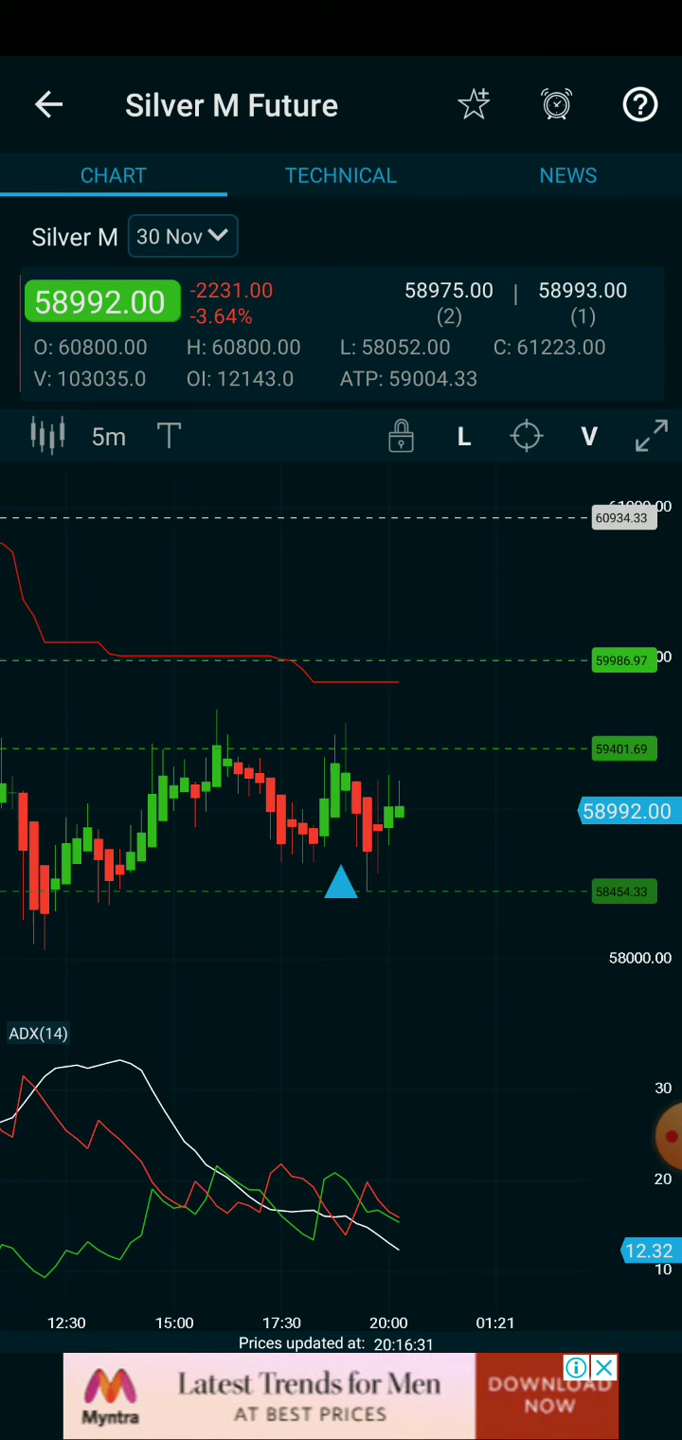 Silver M Future
CHART TECHNICAL NEWS
Silver M 30 Nov
58992.00 -2231.00 58975.00 | 58993.00
-3.64% (2) (1)
O: 60800.00 H: 60800.00 L: 58052.00 C: 61223.00
V: 103035.0 OI: 12143.0 ATP: 59004.33
5m T L V
61000.00
60934.33
59986.97
59401.69
58992.00
58454.33
58000.00
ADX(14)
30
20
12.32
10
12:30 15:00 17:30 20:00 01:21
Prices updated at: 20:16:31
Myntra
Latest Trends for Men
AT BEST PRICES
DOWNLOAD
NOW